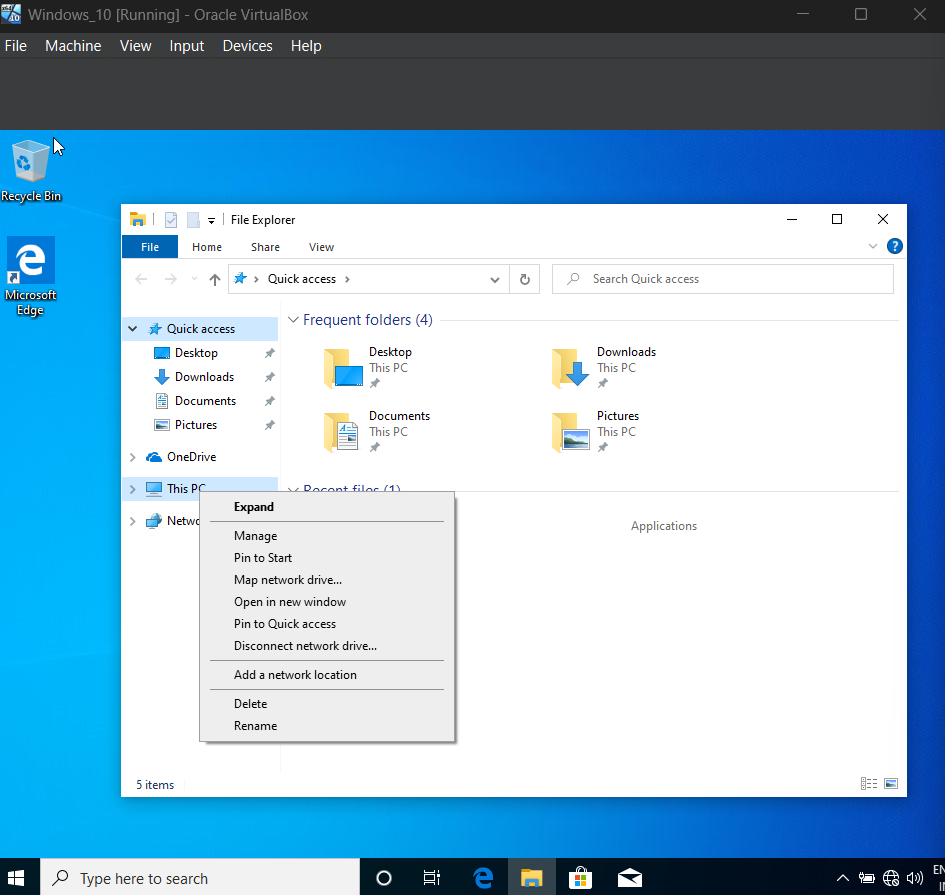 Windows_10 [Running] - Oracle VirtualBox
File Machine View Input Devices Help
Recycle Bin
Microsoft
Edge
File Explorer
File Home Share View
Quick access
Search Quick access
Quick access
Desktop
Downloads
Documents
Pictures
OneDrive
This PC
Netwo
Frequent folders (4)
Desktop
This PC
Downloads
This PC
Documents
This PC
Pictures
This PC
Recent files (1)
Applications
Expand
Manage
Pin to Start
Map network drive...
Open in new window
Pin to Quick access
Disconnect network drive...
Add a network location
Delete
Rename
5 items
Type here to search